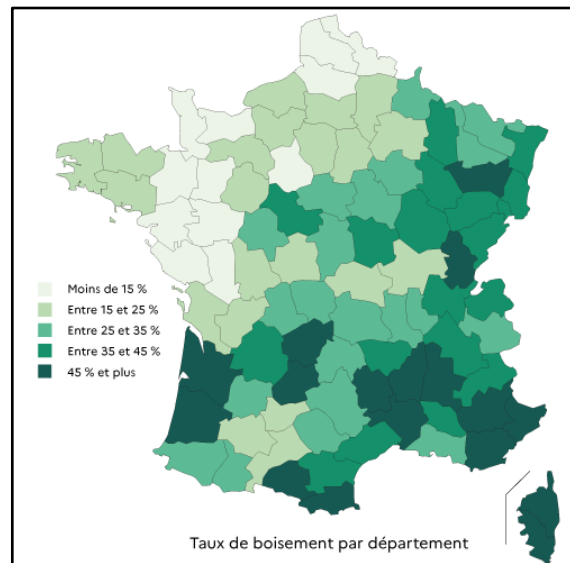 Moins de 15 %
Entre 15 et 25 %
Entre 25 et 35 %
Entre 35 et 45 %
45 % et plus
Taux de boisement par département